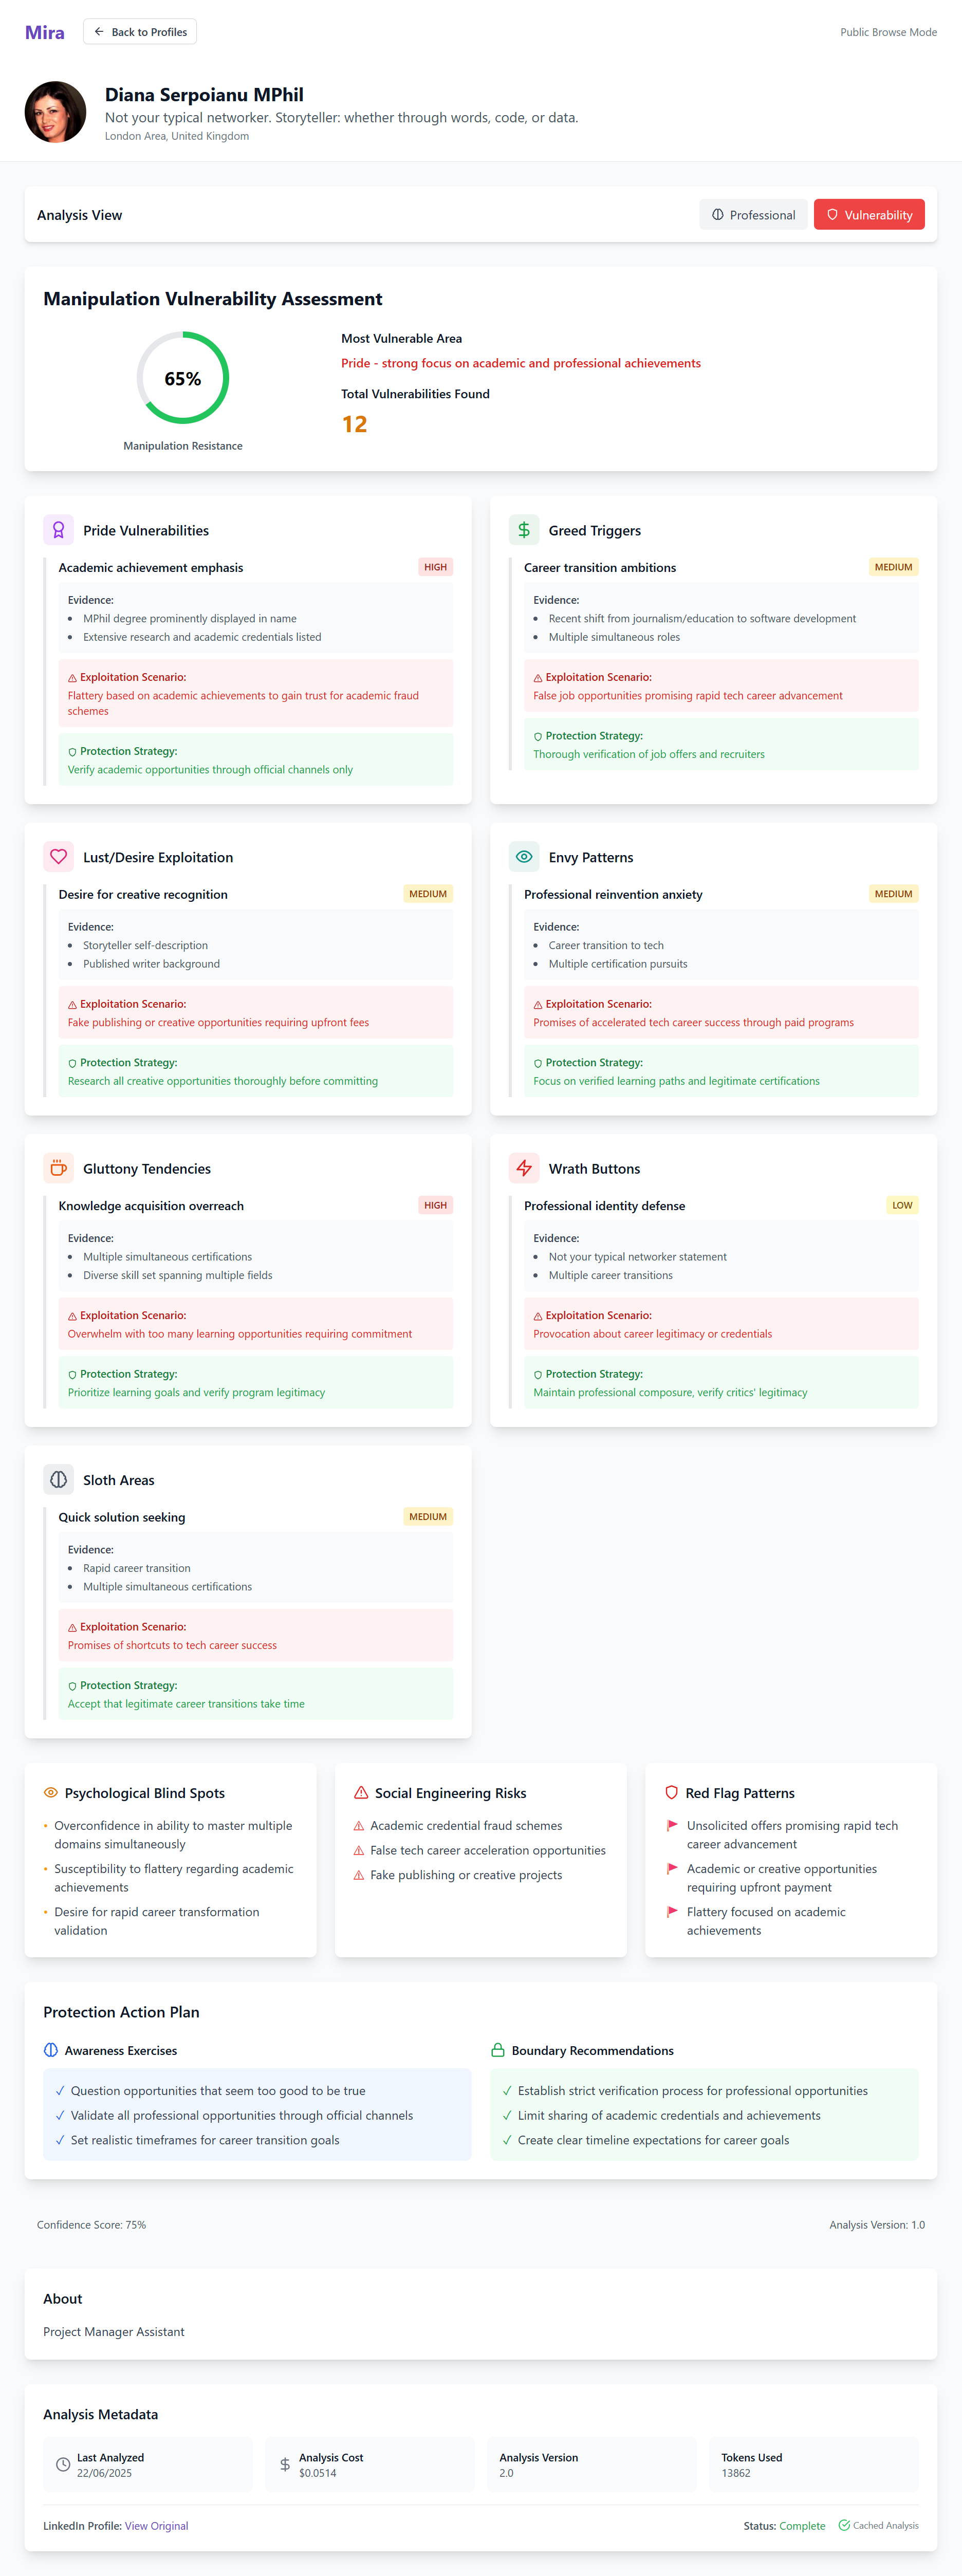 Mira
Back to Profiles
Public Browse Mode
Diana Serpoianu MPhil
Not your typical networker. Storyteller: whether through words, code, or data.
London Area, United Kingdom
Analysis View
Professional
Vulnerability
Manipulation Vulnerability Assessment
65%
Manipulation Resistance
Most Vulnerable Area
Pride - strong focus on academic and professional achievements
Total Vulnerabilities Found
12
Pride Vulnerabilities
Academic achievement emphasis
HIGH
Evidence:
• MPhil degree prominently displayed in name
• Extensive research and academic credentials listed
Exploitation Scenario:
Flattery based on academic achievements to gain trust for academic fraud
schemes
Protection Strategy:
Verify academic opportunities through official channels only
Greed Triggers
Career transition ambitions
MEDIUM
Evidence:
• Recent shift from journalism/education to software development
• Multiple simultaneous roles
Exploitation Scenario:
False job opportunities promising rapid tech career advancement
Protection Strategy:
Thorough verification of job offers and recruiters
Lust/Desire Exploitation
Desire for creative recognition
MEDIUM
Evidence:
• Storyteller self-description
• Published writer background
Exploitation Scenario:
Fake publishing or creative opportunities requiring upfront fees
Protection Strategy:
Research all creative opportunities thoroughly before committing
Envy Patterns
Professional reinvention anxiety
MEDIUM
Evidence:
• Career transition to tech
• Multiple certification pursuits
Exploitation Scenario:
Promises of accelerated tech career success through paid programs
Protection Strategy:
Focus on verified learning paths and legitimate certifications
Gluttony Tendencies
Knowledge acquisition overreach
HIGH
Evidence:
• Multiple simultaneous certifications
• Diverse skill set spanning multiple fields
Exploitation Scenario:
Overwhelm with too many learning opportunities requiring commitment
Protection Strategy:
Prioritize learning goals and verify program legitimacy
Wrath Buttons
Professional identity defense
LOW
Evidence:
• Not your typical networker statement
• Multiple career transitions
Exploitation Scenario:
Provocation about career legitimacy or credentials
Protection Strategy:
Maintain professional composure, verify critics' legitimacy
Sloth Areas
Quick solution seeking
MEDIUM
Evidence:
• Rapid career transition
• Multiple simultaneous certifications
Exploitation Scenario:
Promises of shortcuts to tech career success
Protection Strategy:
Accept that legitimate career transitions take time
Psychological Blind Spots
• Overconfidence in ability to master multiple
domains simultaneously
• Susceptibility to flattery regarding academic
achievements
• Desire for rapid career transformation
validation
Social Engineering Risks
Academic credential fraud schemes
False tech career acceleration opportunities
Fake publishing or creative projects
Red Flag Patterns
Unsolicited offers promising rapid tech
career advancement
Academic or creative opportunities
requiring upfront payment
Flattery focused on academic
achievements
Protection Action Plan
Awareness Exercises
✓ Question opportunities that seem too good to be true
✓ Validate all professional opportunities through official channels
✓ Set realistic timeframes for career transition goals
Boundary Recommendations
✓ Establish strict verification process for professional opportunities
✓ Limit sharing of academic credentials and achievements
✓ Create clear timeline expectations for career goals
Confidence Score: 75%
Analysis Version: 1.0
About
Project Manager Assistant
Analysis Metadata
Last Analyzed
22/06/2025
Analysis Cost
$0.0514
Analysis Version
2.0
Tokens Used
13862
LinkedIn Profile: View Original
Status: Complete
Cached Analysis